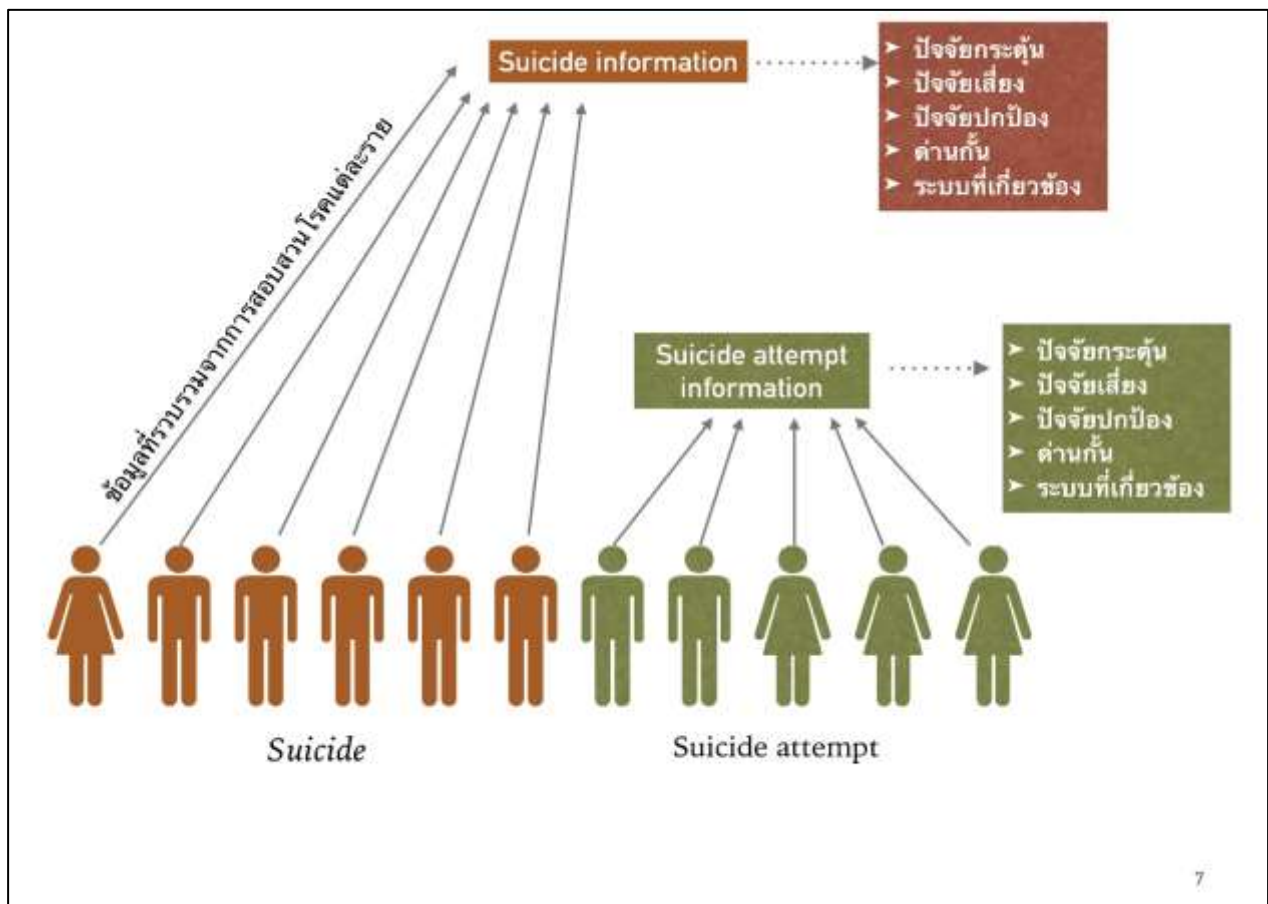 Suicide information
➤ ปัจจัยกระตุ้น
➤ ปัจจัยเสี่ยง
➤ ปัจจัยปกป้อง
➤ ด่านกั้น
➤ ระบบที่เกี่ยวข้อง
ข้อมูลที่รวบรวมจากการสอบสวนโรคแต่ละราย
Suicide attempt
information
➤ ปัจจัยกระตุ้น
➤ ปัจจัยเสี่ยง
➤ ปัจจัยปกป้อง
➤ ด่านกั้น
➤ ระบบที่เกี่ยวข้อง
Suicide
Suicide attempt
7